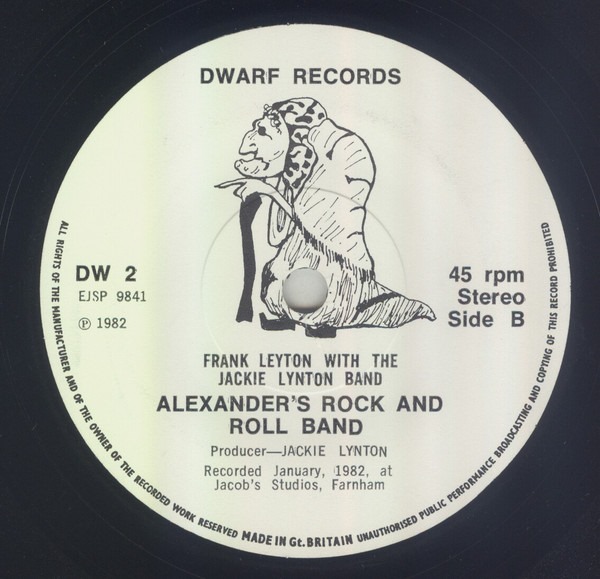 DWARF RECORDS
DW 2
EJSP 9841
Ⓟ 1982
45 rpm
Stereo
Side B
FRANK LEYTON WITH THE
JACKIE LYNTON BAND
ALEXANDER'S ROCK AND
ROLL BAND
Producer—JACKIE LYNTON
Recorded January, 1982, at
Jacob's Studios, Farnham
ALL RIGHTS OF THE MANUFACTURER AND OF THE OWNER OF THE RECORDED WORK RESERVED MADE IN Gt. BRITAIN UNAUTHORISED PUBLIC PERFORMANCE BROADCASTING AND COPYING OF THIS RECORD PROHIBITED